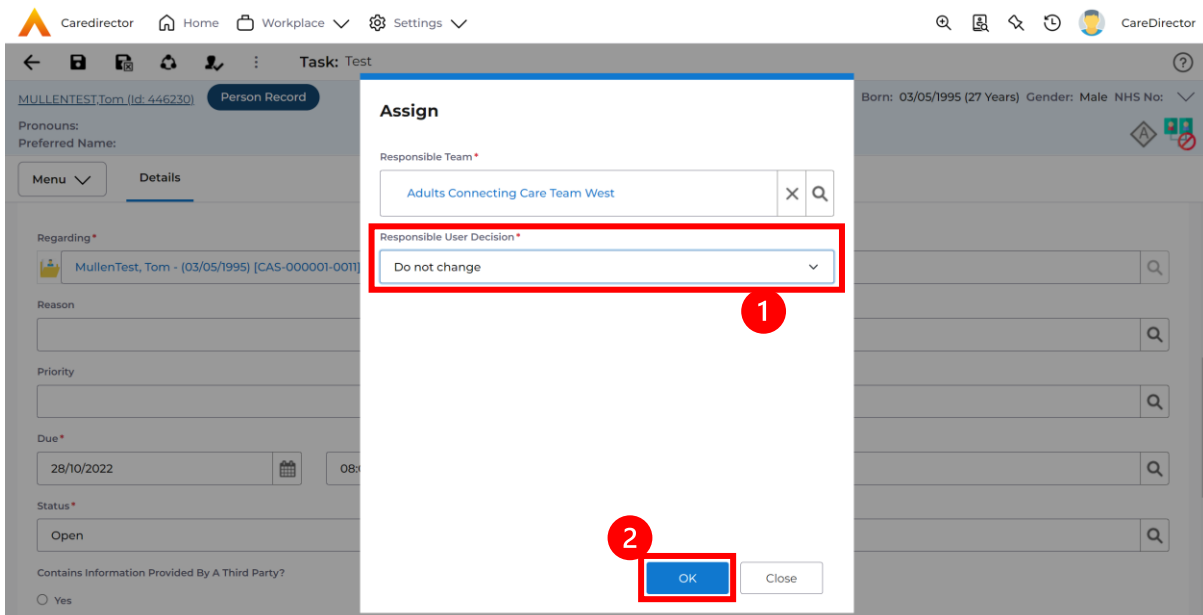 Caredirector Home Workplace Settings CareDirector
Task: Test
MULLENTEST,Tom (Id: 446230) Person Record Born: 03/05/1995 (27 Years) Gender: Male NHS No:
Pronouns:
Preferred Name:
Menu Details
Assign
Responsible Team*
Adults Connecting Care Team West
Responsible User Decision*
Do not change
1
OK Close
2
Regarding*
MullenTest, Tom - (03/05/1995) [CAS-000001-0011]
Reason
Priority
Due*
28/10/2022 08:
Status*
Open
Contains Information Provided By A Third Party?
Yes